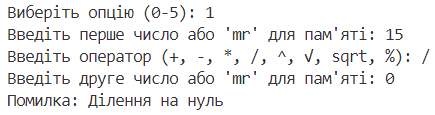 Виберіть опцію (0-5): 1
Введіть перше число або 'mr' для пам'яті: 15
Введіть оператор (+, -, *, /, ^, √, sqrt, %): /
Введіть друге число або 'mr' для пам'яті: 0
Помилка: Ділення на нуль